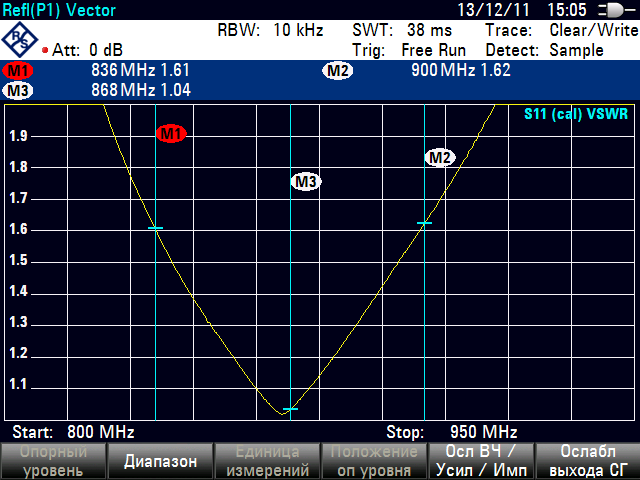 Refl(P1) Vector 13/12/11 15:05
RBW: 10 kHz SWT: 38 ms Trace: Clear/Write
Att: 0 dB Trig: Free Run Detect: Sample
R&S
M1 836 MHz 1.61 M2 900 MHz 1.62
M3 868 MHz 1.04
S11 (cal) VSWR
1.9
M1
M2
1.8
M3
1.7
1.6
1.5
1.4
1.3
1.2
1.1
Start: 800 MHz Stop: 950 MHz
Опорный уровень
Диапазон
Единица измерений
Положение оп уровня
Осл ВЧ / Усил / Имп
Ослабл выхода СГ